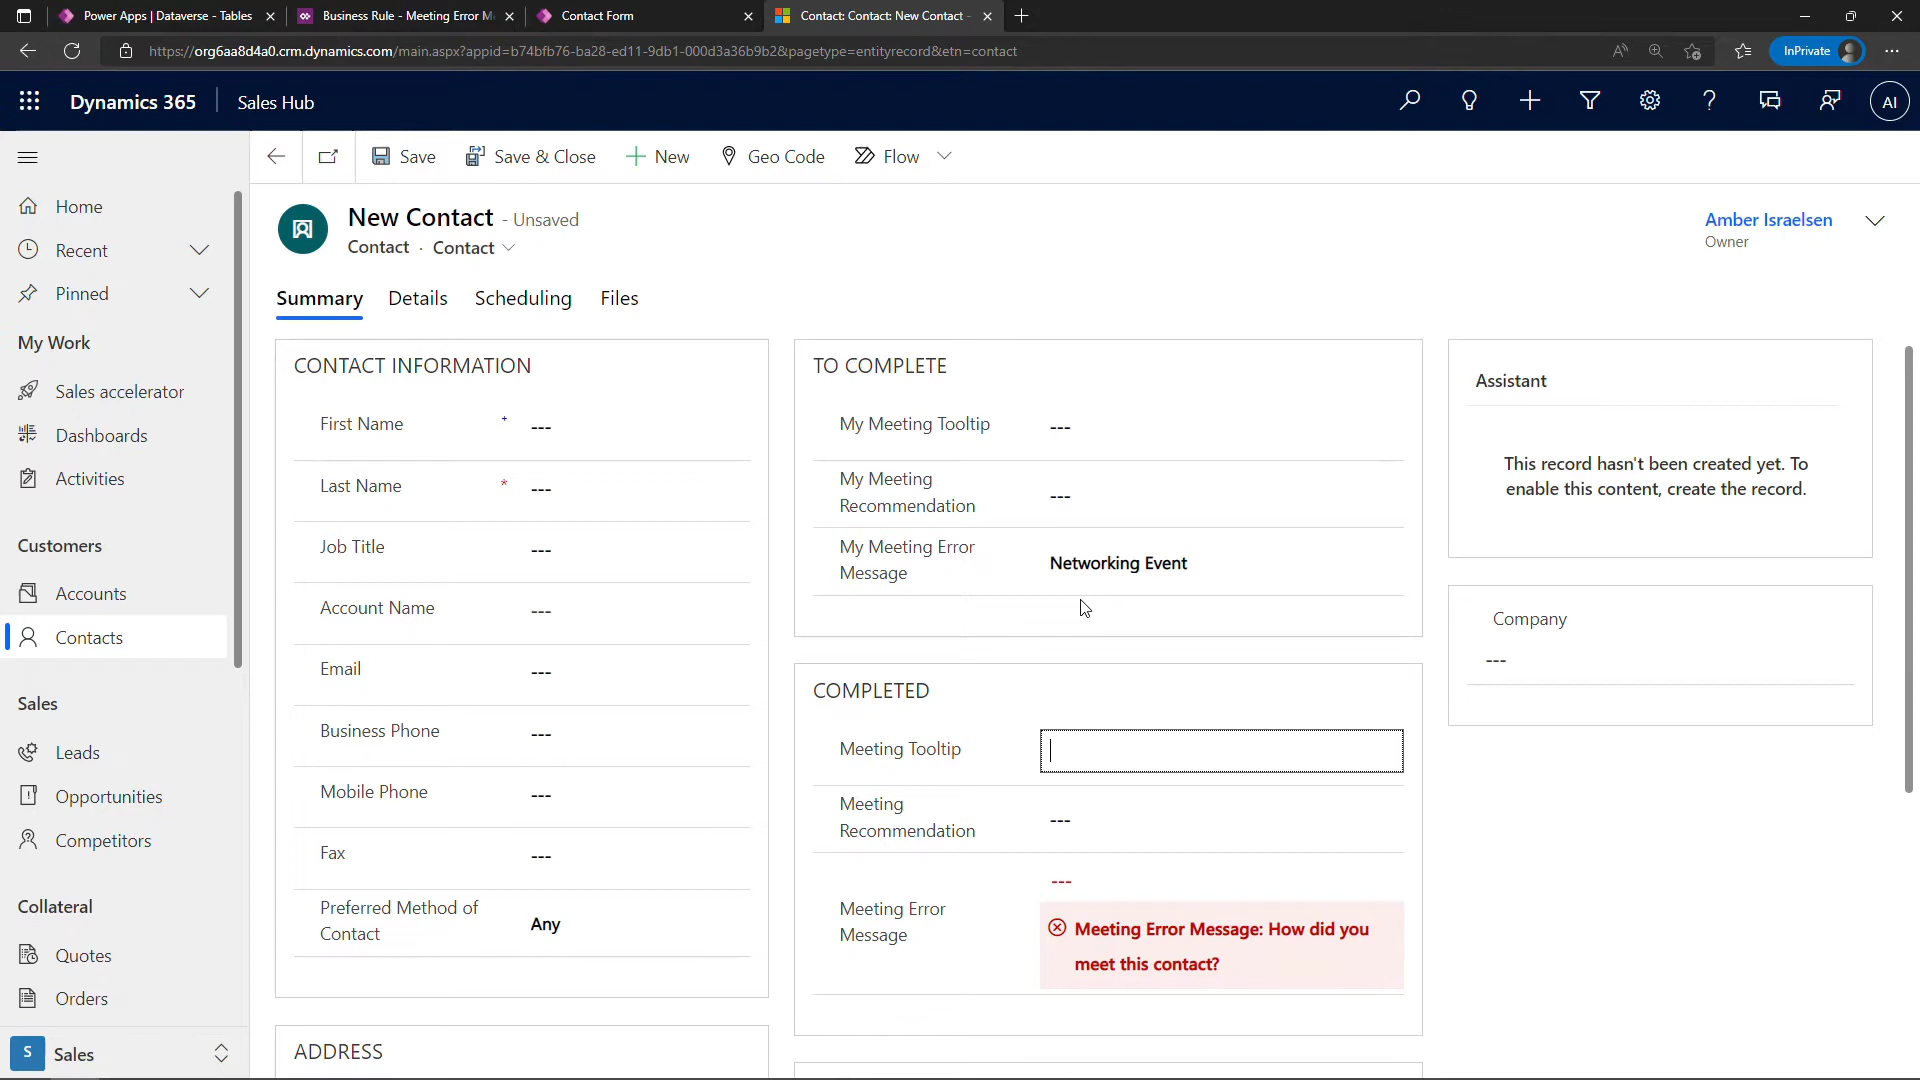 Power Apps | Dataverse - Tables
Business Rule - Meeting Error M
Contact Form
Contact: Contact: New Contact -
https://org6aa8d4a0.crm.dynamics.com/main.aspx?appid=b74bfb76-ba28-ed11-9db1-000d3a36b9b2&pagetype=entityrecord&etn=contact
InPrivate
Dynamics 365
Sales Hub
AI
Save
Save & Close
New
Geo Code
Flow
Home
Recent
Pinned
My Work
Sales accelerator
Dashboards
Activities
Customers
Accounts
Contacts
Sales
Leads
Opportunities
Competitors
Collateral
Quotes
Orders
S
Sales
New Contact - Unsaved
Contact · Contact
Amber Israelsen
Owner
Summary
Details
Scheduling
Files
CONTACT INFORMATION
First Name + ---
Last Name * ---
Job Title ---
Account Name ---
Email ---
Business Phone ---
Mobile Phone ---
Fax ---
Preferred Method of
Contact
Any
ADDRESS
TO COMPLETE
My Meeting Tooltip ---
My Meeting
Recommendation
---
My Meeting Error
Message
Networking Event
COMPLETED
Meeting Tooltip
Meeting
Recommendation
---
Meeting Error
Message
---
Meeting Error Message: How did you
meet this contact?
Assistant
This record hasn't been created yet. To
enable this content, create the record.
Company
---